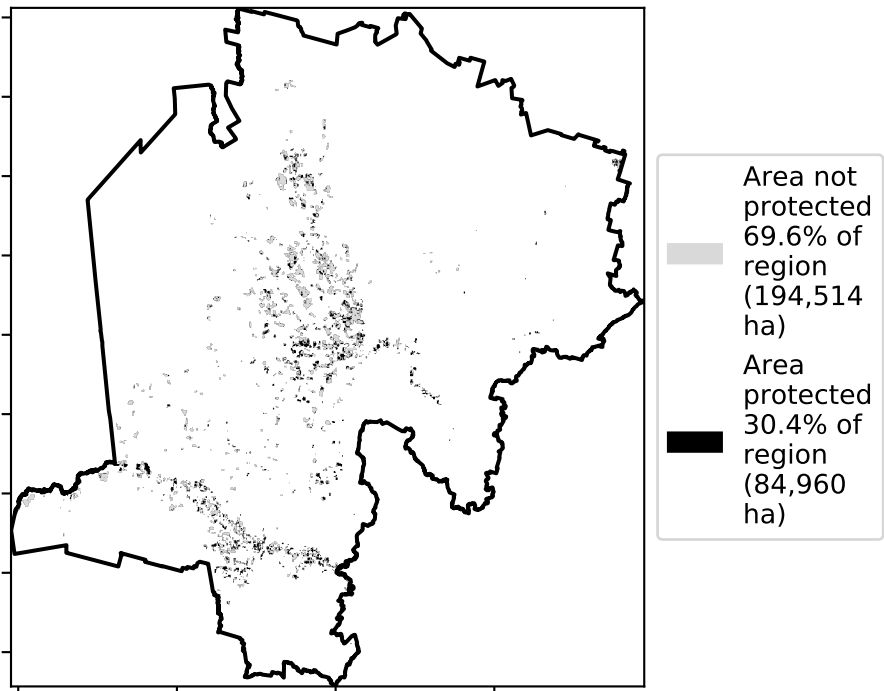 Area not
protected
69.6% of
region
(194,514
ha)
Area
protected
30.4% of
region
(84,960
ha)